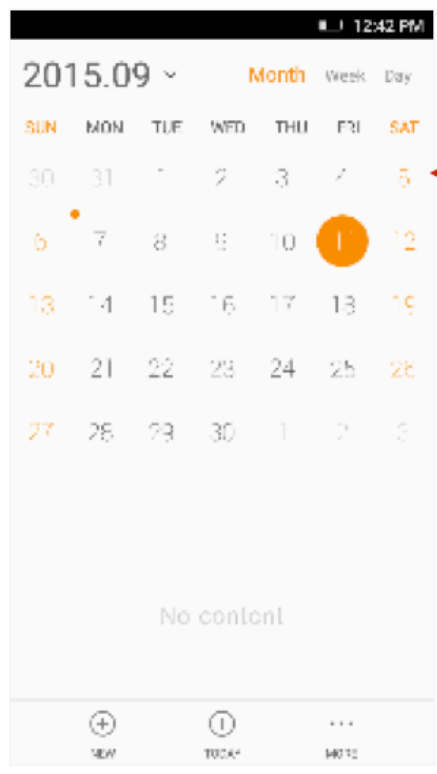 12:42 PM
2015.09 Month Week Day
SUN MON TUE WED THU FRI SAT
30 31 1 2 3 4 5
6 7 8 9 10 11 12
13 14 15 16 17 18 19
20 21 22 23 24 25 26
27 28 29 30 1 2 3
No content
NEW TODAY MORE